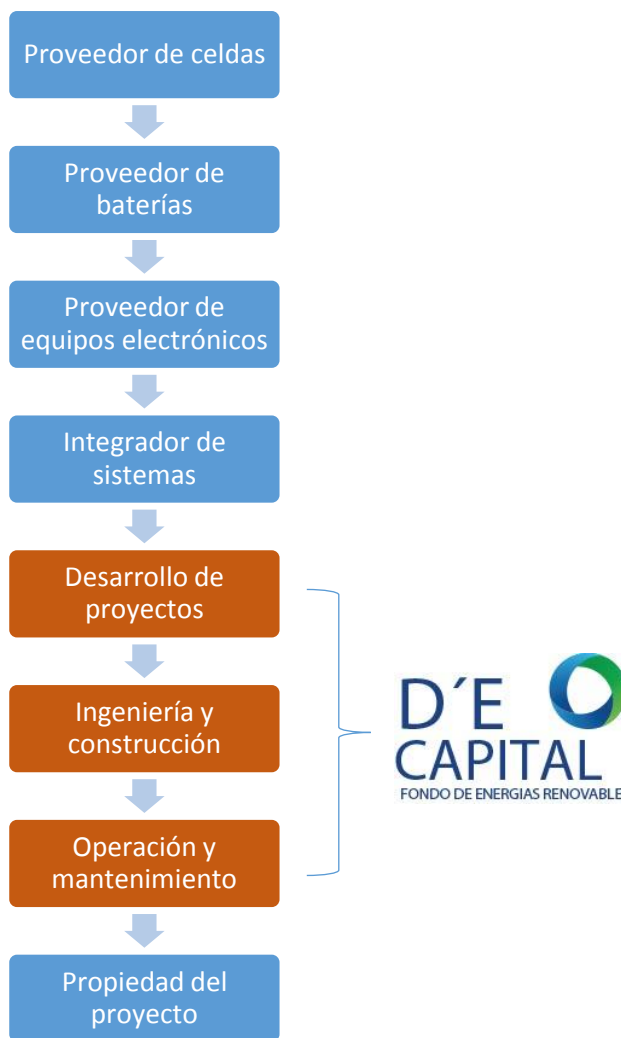 Proveedor de celdas
Proveedor de
baterías
Proveedor de
equipos electrónicos
Integrador de
sistemas
Desarrollo de
proyectos
Ingeniería y
construcción
Operación y
mantenimiento
Propiedad del
proyecto
D´E
CAPITAL
FONDO DE ENERGIAS RENOVABLE